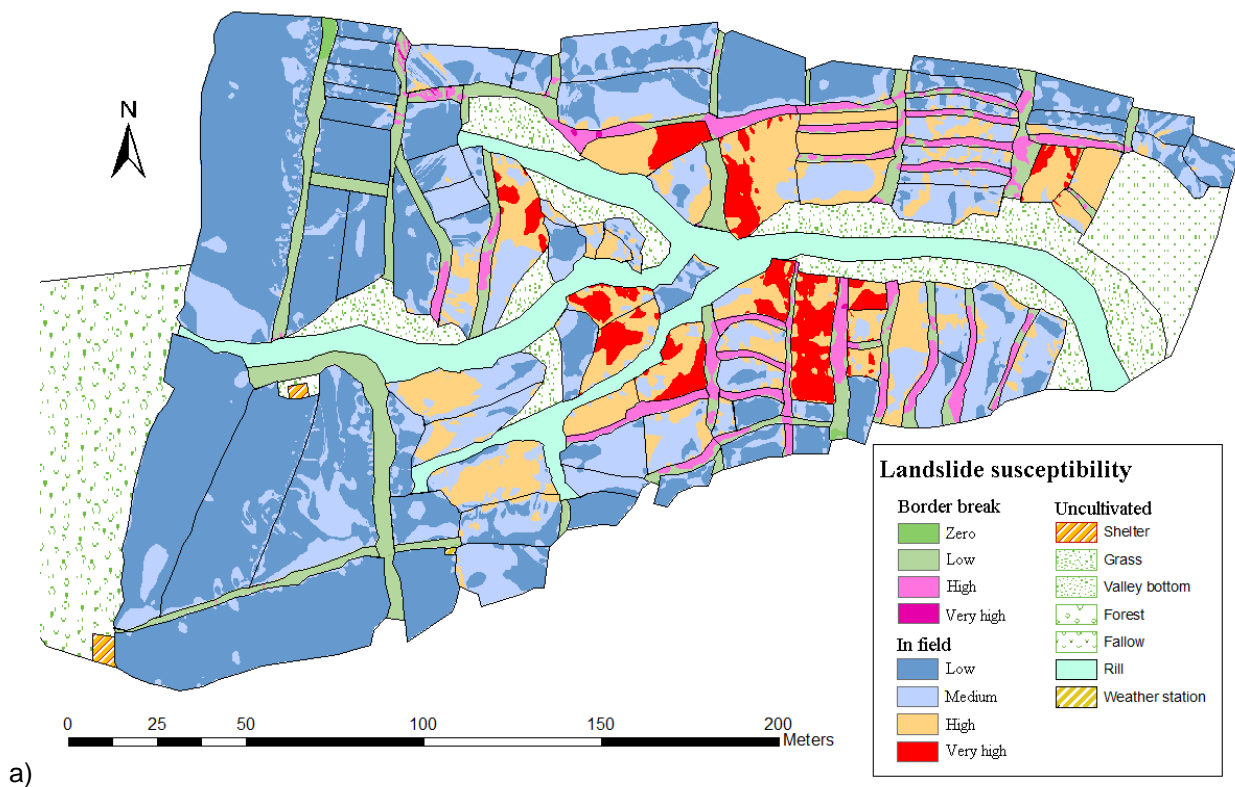 N
Landslide susceptibility
Border break
Zero
Low
High
Very high
In field
Low
Medium
High
Very high
Uncultivated
Shelter
Grass
Valley bottom
Forest
Fallow
Rill
Weather station
0 25 50 100 150 200
Meters
a)